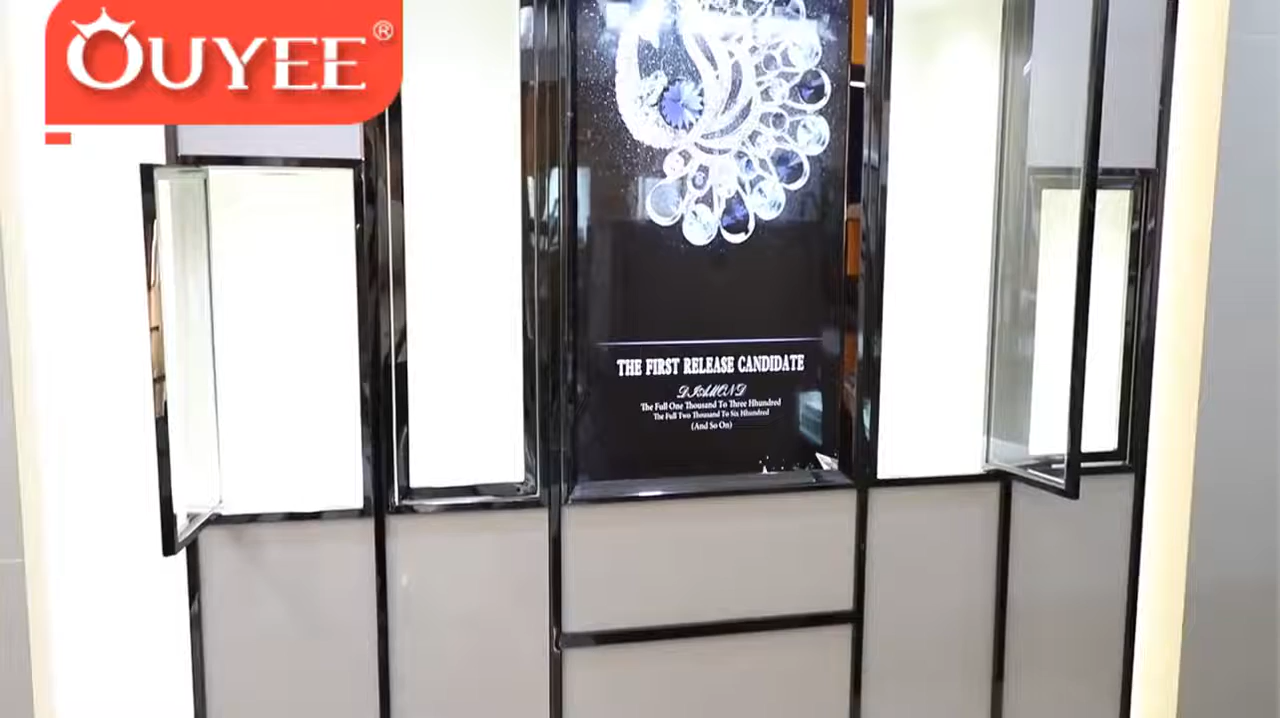 OUYEE®
THE FIRST RELEASE CANDIDATE
DIAMOND
The Full One Thousand To Three Hhundred
The Full Two Thousand To Six Hhundred
(And So On)